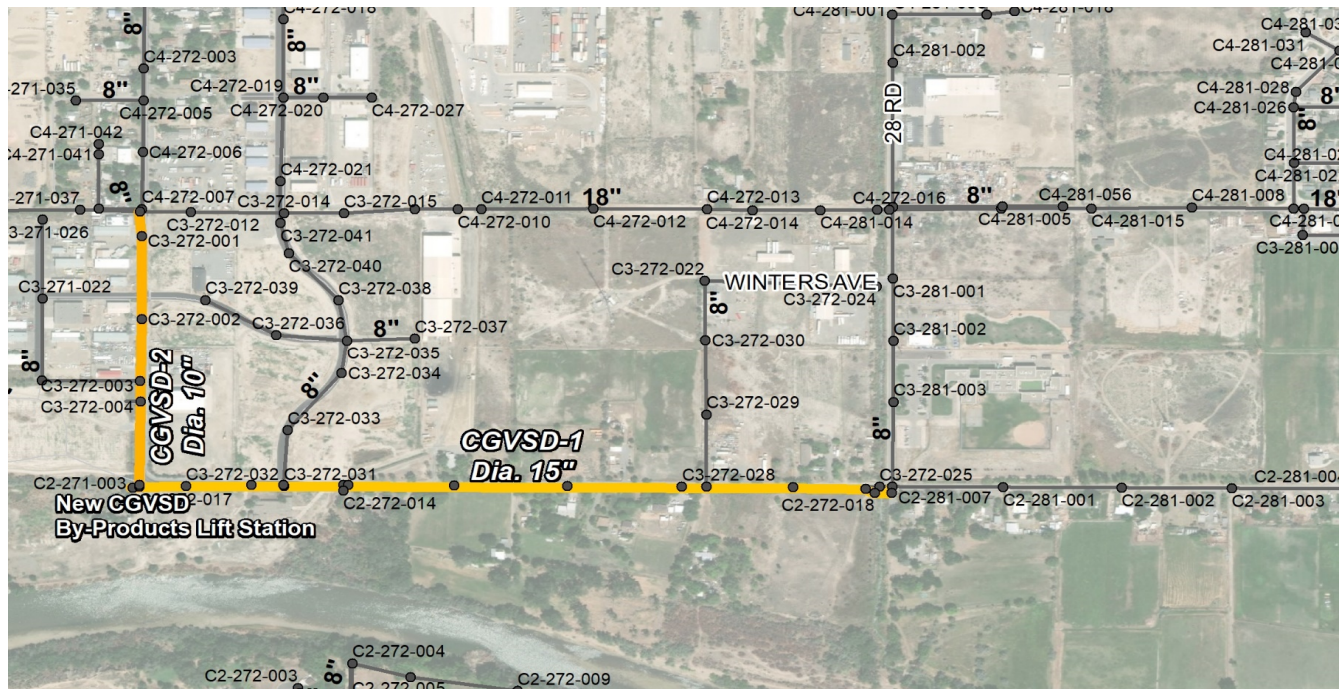 8"
C4-272-018
8"
C4-281-001
C4-281-018
C4-281-002
C4-281-031
C4-272-003
-271-035
8"
C4-272-005
C4-272-019
8"
C4-272-020
C4-272-027
28 RD
C4-281-028
8"
C4-281-026
8"
C4-271-042
C4-271-041
C4-272-006
C4-272-021
8"
-271-037
C4-272-007
C3-272-014
C3-272-015
C4-272-011
18"
C4-272-013
C4-272-016
8"
C4-281-056
C4-281-008
18"
C3-272-012
C4-272-010
C4-272-012
C4-272-014
C4-281-014
C4-281-005
C4-281-015
3-271-026
C3-272-001
C3-272-041
C3-281-00
C3-272-040
C3-272-022
WINTERS AVE
C3-271-022
C3-272-039
C3-272-038
8"
C3-272-024
C3-281-001
C3-272-002
C3-272-036
8"
C3-272-037
C3-281-002
C3-272-035
C3-272-030
8"
CGVSD-2
Dia. 10"
C3-272-034
C3-272-003
8"
C3-281-003
C3-272-004
C3-272-033
C3-272-029
CGVSD-1
Dia. 15"
8"
C2-271-003
C3-272-032
C3-272-031
C3-272-028
C3-272-025
C2-281-00
New CGVSD
By-Products Lift Station
2-272-017
C2-272-014
C2-272-018
C2-281-007
C2-281-001
C2-281-002
C2-281-003
C2-272-004
C2-272-003
8"
C2-272-005
C2-272-009